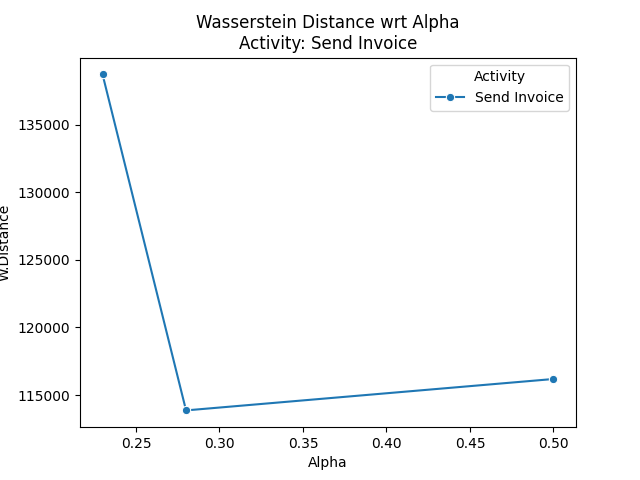 Wasserstein Distance wrt Alpha
Activity: Send Invoice
Activity
Send Invoice
W.Distance
135000
130000
125000
120000
115000
0.25 0.30 0.35 0.40 0.45 0.50
Alpha